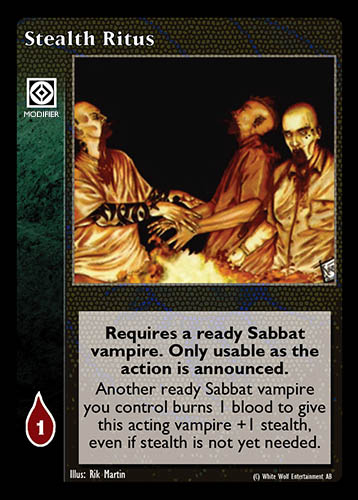 Stealth Ritus
MODIFIER
Requires a ready Sabbat
vampire. Only usable as the
action is announced.
Another ready Sabbat vampire
you control burns 1 blood to give
this acting vampire +1 stealth,
even if stealth is not yet needed.
1
Illus: Rik Martin
(C) White Wolf Entertainment AB